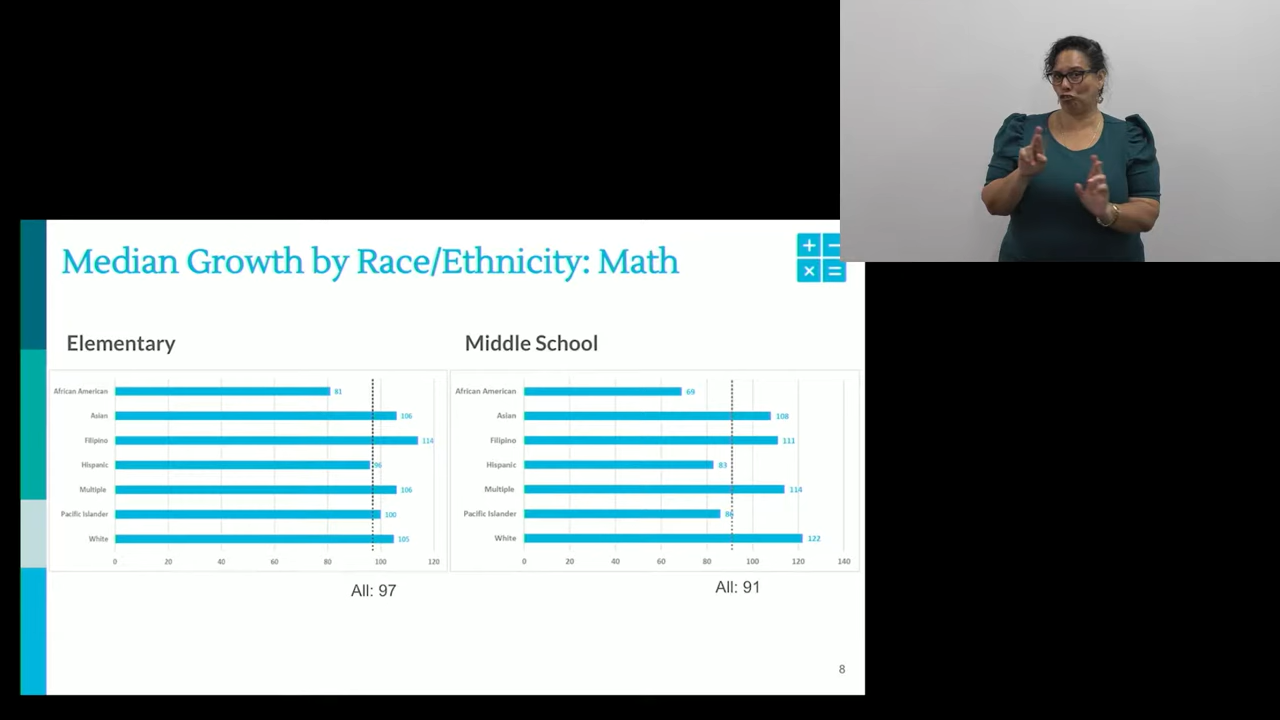 Median Growth by Race/Ethnicity: Math
Elementary
African American 81
Asian 106
Filipino 114
Hispanic 96
Multiple 106
Pacific Islander 100
White 105
0 20 40 60 80 100 120
All: 97
Middle School
African American 69
Asian 108
Filipino 111
Hispanic 83
Multiple 114
Pacific Islander
White 122
0 20 40 60 80 100 120 140
All: 91
8